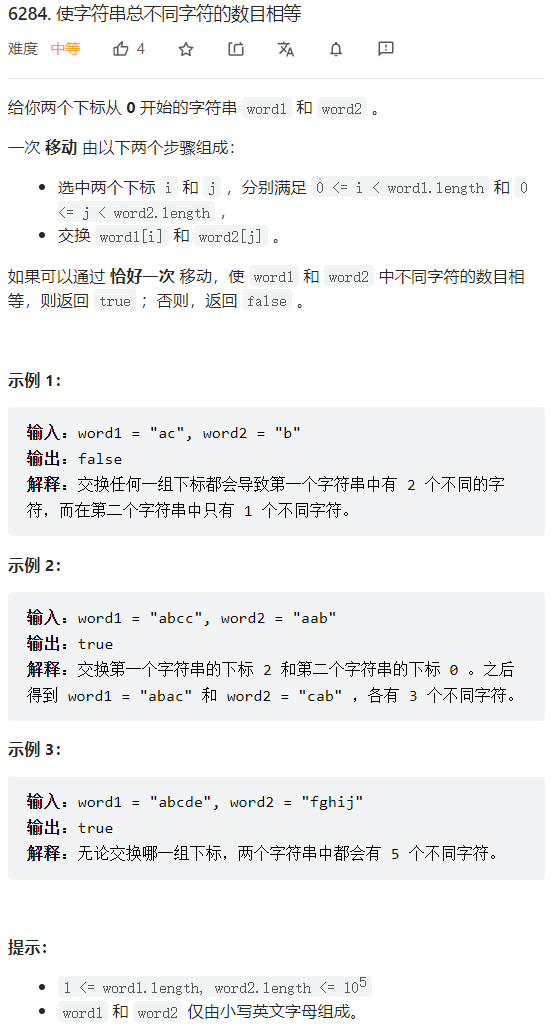 6284. 使字符串总不同字符的数目相等
难度 中等 4
给你两个下标从 0 开始的字符串 word1 和 word2 。
一次 移动 由以下两个步骤组成：
• 选中两个下标 i 和 j ，分别满足 0 <= i < word1.length 和 0
<= j < word2.length ，
• 交换 word1[i] 和 word2[j] 。
如果可以通过 恰好一次 移动，使 word1 和 word2 中不同字符的数目相
等，则返回 true ；否则，返回 false 。
示例 1：
输入：word1 = "ac", word2 = "b"
输出：false
解释：交换任何一组下标都会导致第一个字符串中有 2 个不同的字
符，而在第二个字符串中只有 1 个不同字符。
示例 2：
输入：word1 = "abcc", word2 = "aab"
输出：true
解释：交换第一个字符串的下标 2 和第二个字符串的下标 0 。之后
得到 word1 = "abac" 和 word2 = "cab" ，各有 3 个不同字符。
示例 3：
输入：word1 = "abcde", word2 = "fghij"
输出：true
解释：无论交换哪一组下标，两个字符串中都会有 5 个不同字符。
提示：
• 1 <= word1.length, word2.length <= 10⁵
• word1 和 word2 仅由小写英文字母组成。